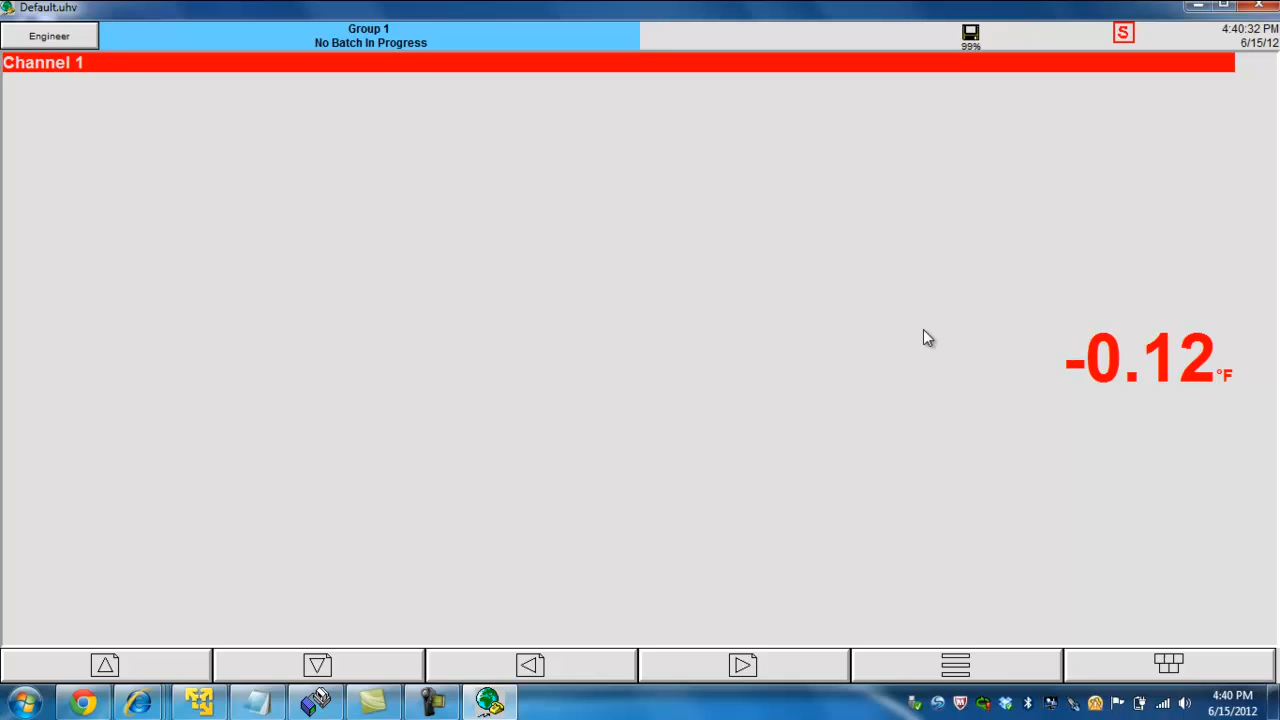 Default.uhv
Engineer
Group 1
No Batch In Progress
99%
S
4:40:32 PM
6/15/12
Channel 1
-0.12 °F
4:40 PM
6/15/2012